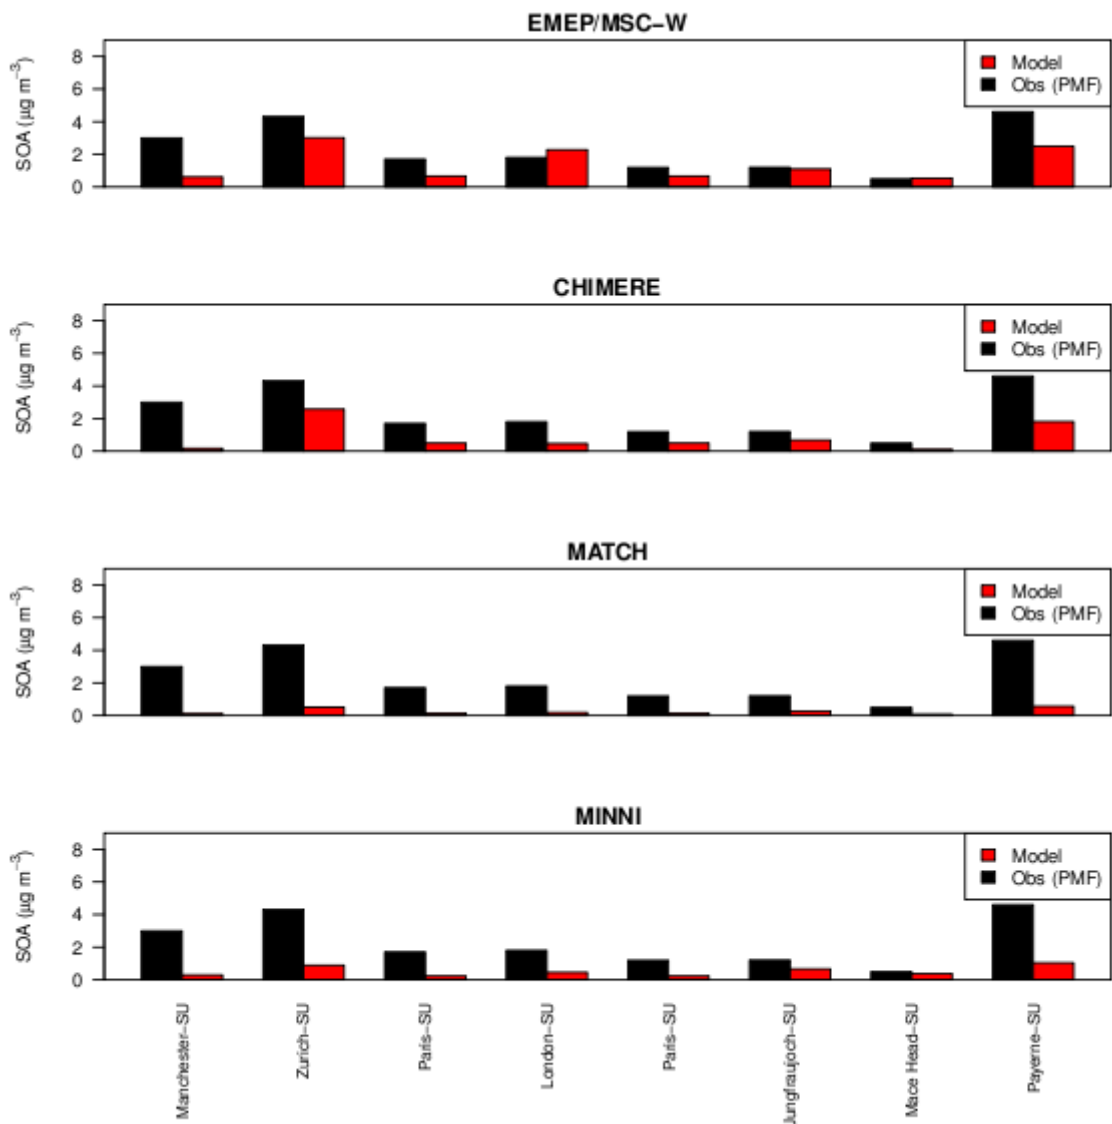 EMEP/MSC−W
SOA (µg m−3)
8
6
4
2
0
Model
Obs (PMF)
CHIMERE
SOA (µg m−3)
8
6
4
2
0
Model
Obs (PMF)
MATCH
SOA (µg m−3)
8
6
4
2
0
Model
Obs (PMF)
MINNI
SOA (µg m−3)
8
6
4
2
0
Model
Obs (PMF)
Manchester−SU
Zurich−SU
Paris−SU
London−SU
Paris−SU
Jungfraujoch−SU
Mace Head−SU
Payerne−SU